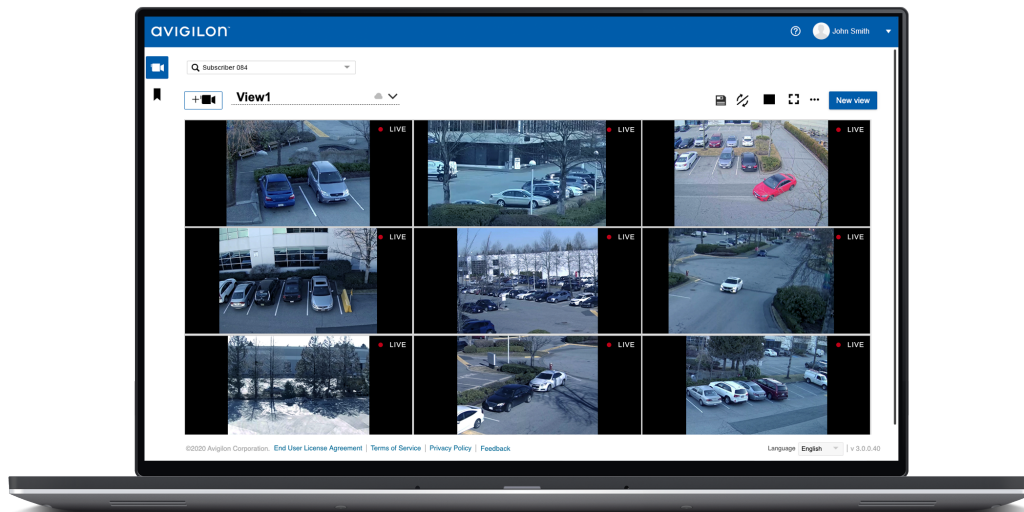 avigilon
John Smith
Subscriber 084
View1
New view
LIVE
LIVE
LIVE
LIVE
LIVE
LIVE
LIVE
LIVE
LIVE
©2020 Avigilon Corporation. End User License Agreement | Terms of Service | Privacy Policy | Feedback
Language English | v 3.0.0.40